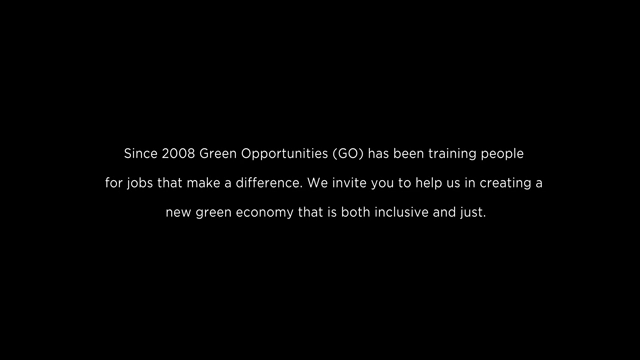 Since 2008 Green Opportunities (GO) has been training people
for jobs that make a difference. We invite you to help us in creating a
new green economy that is both inclusive and just.